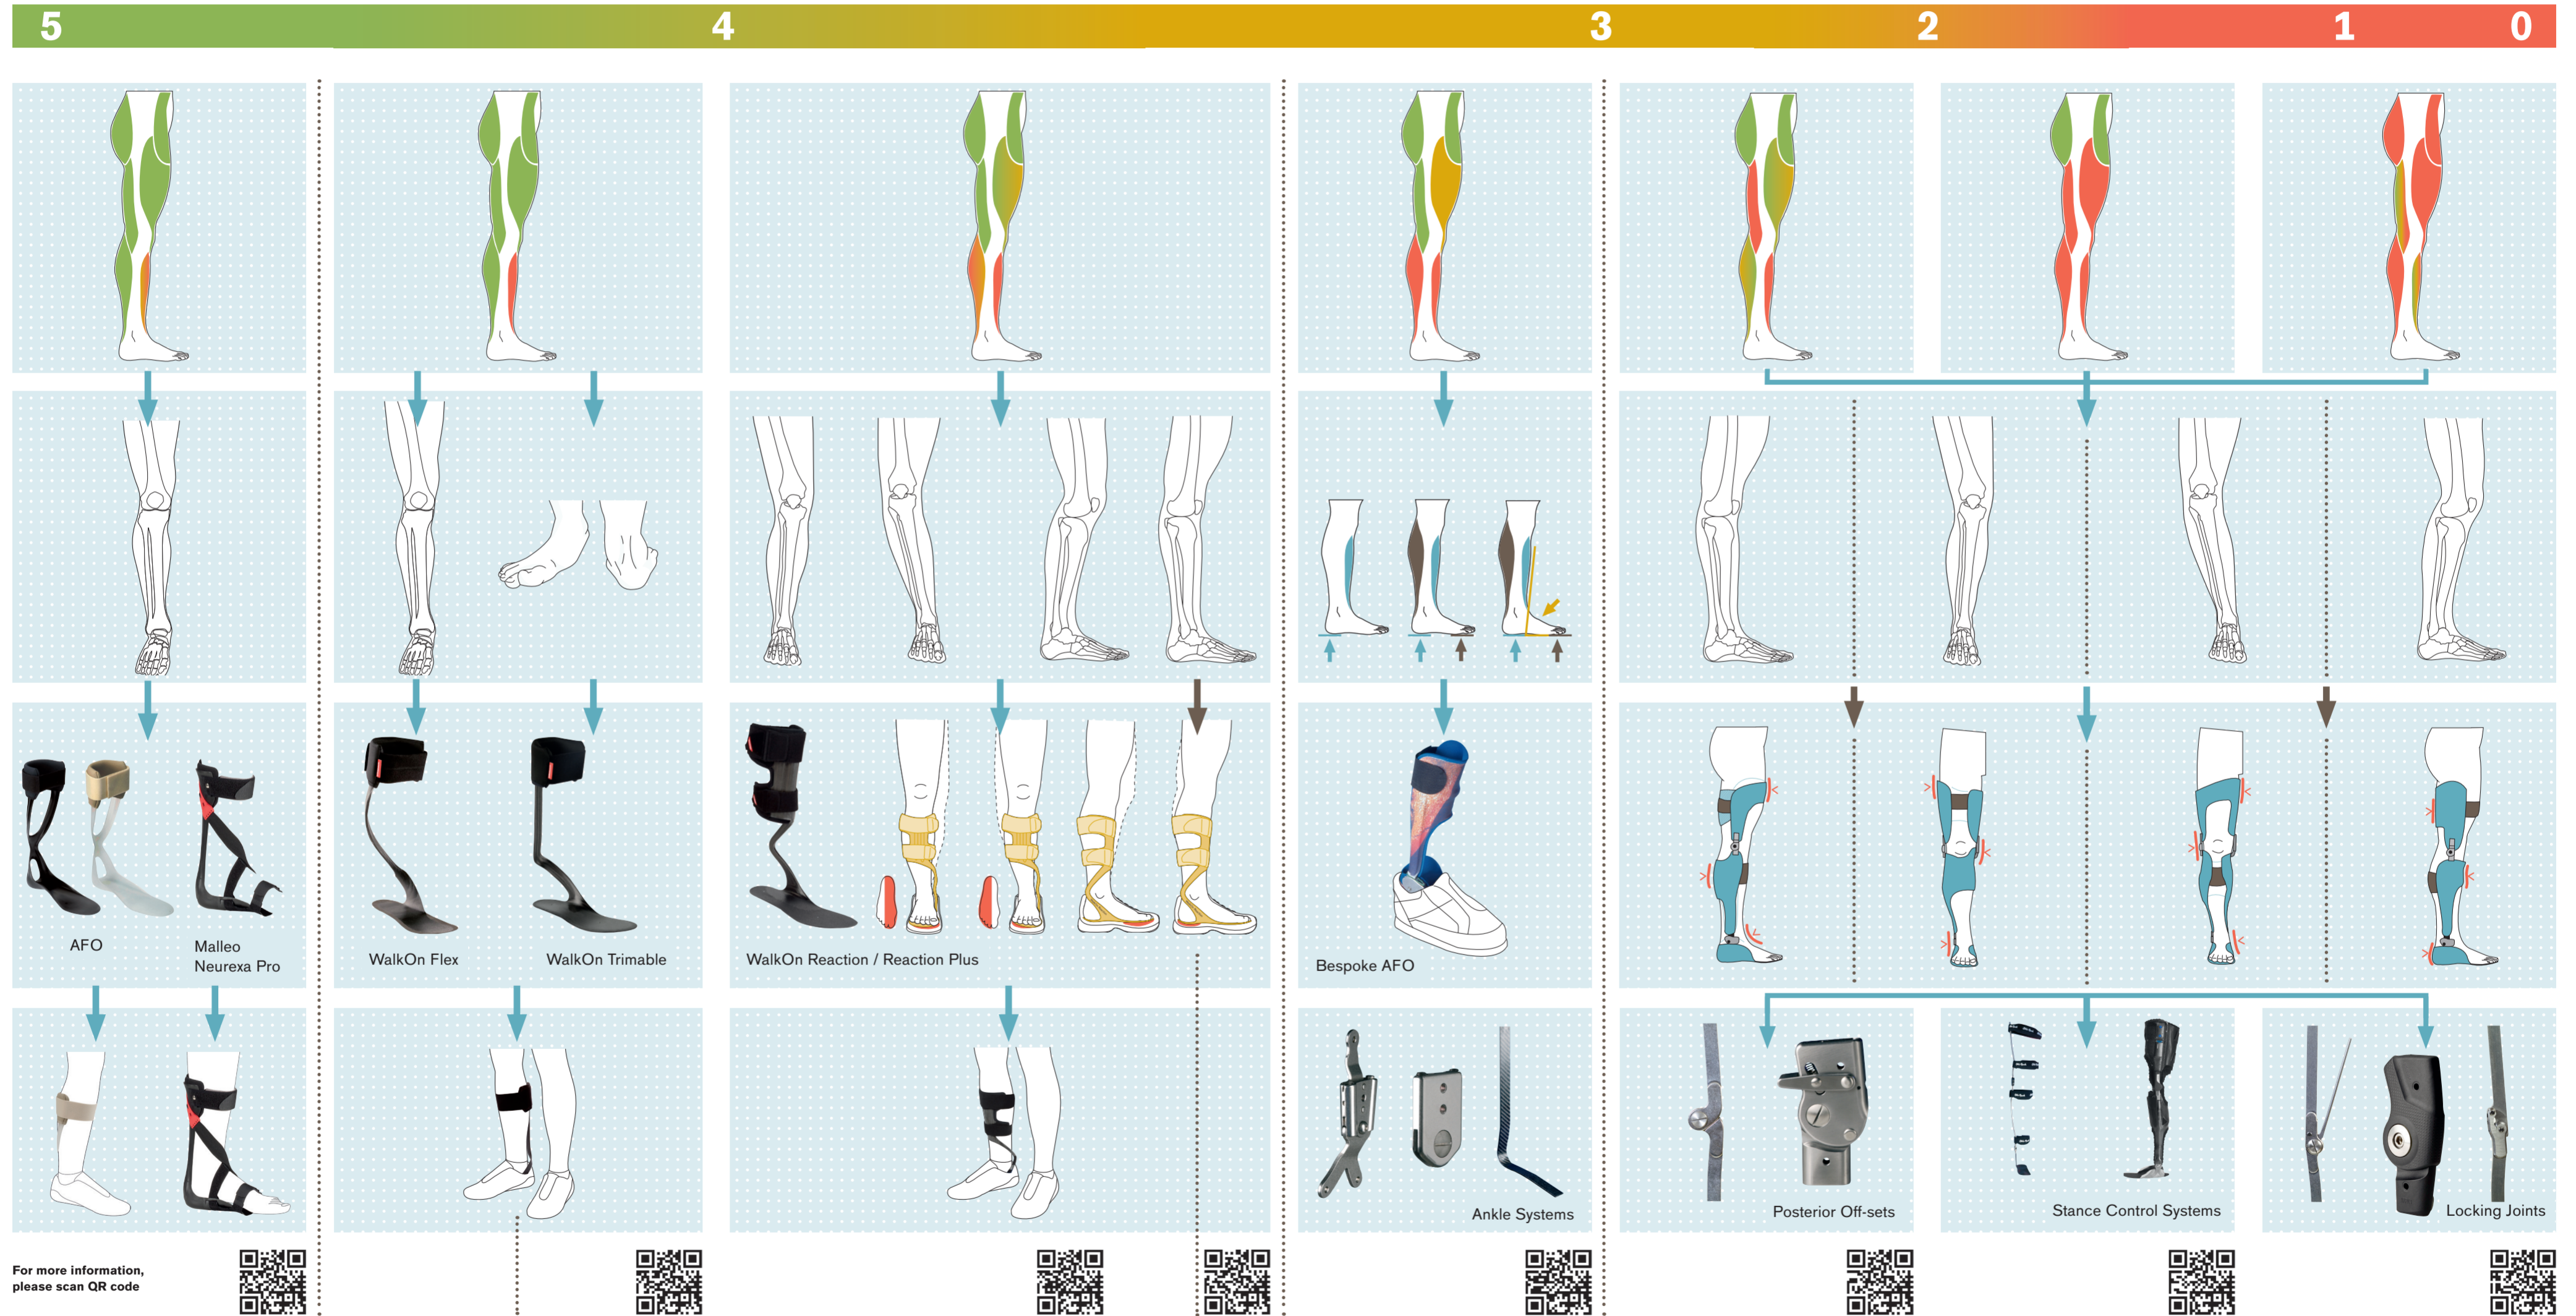 5 4 3 2 1 0
AFO
Malleo
Neurexa Pro
WalkOn Flex
WalkOn Trimable
WalkOn Reaction / Reaction Plus
Bespoke AFO
Ankle Systems
Posterior Off-sets
Stance Control Systems
Locking Joints
For more information,
please scan QR code